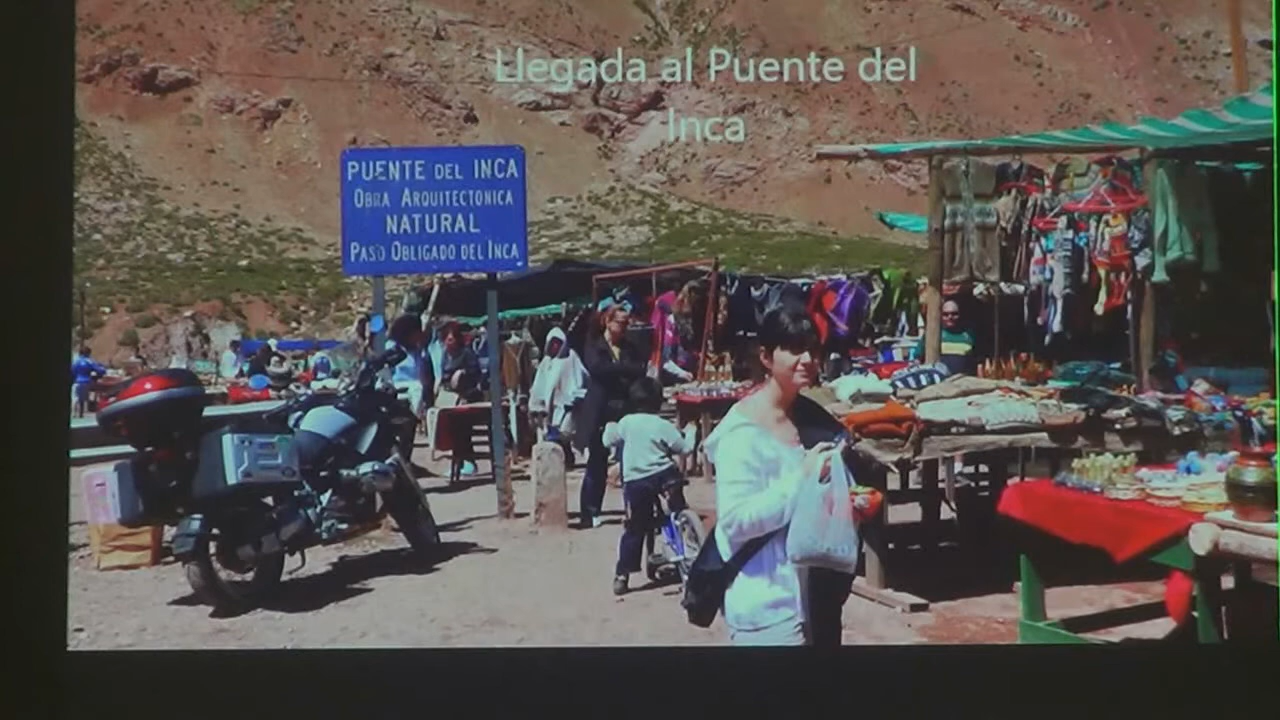 Llegada al Puente del
Inca
PUENTE DEL INCA
OBRA ARQUITECTONICA
NATURAL
PASO OBLIGADO DEL INCA